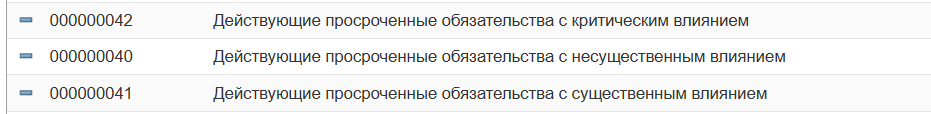 000000042 Действующие просроченные обязательства с критическим влиянием
000000040 Действующие просроченные обязательства с несущественным влиянием
000000041 Действующие просроченные обязательства с существенным влиянием